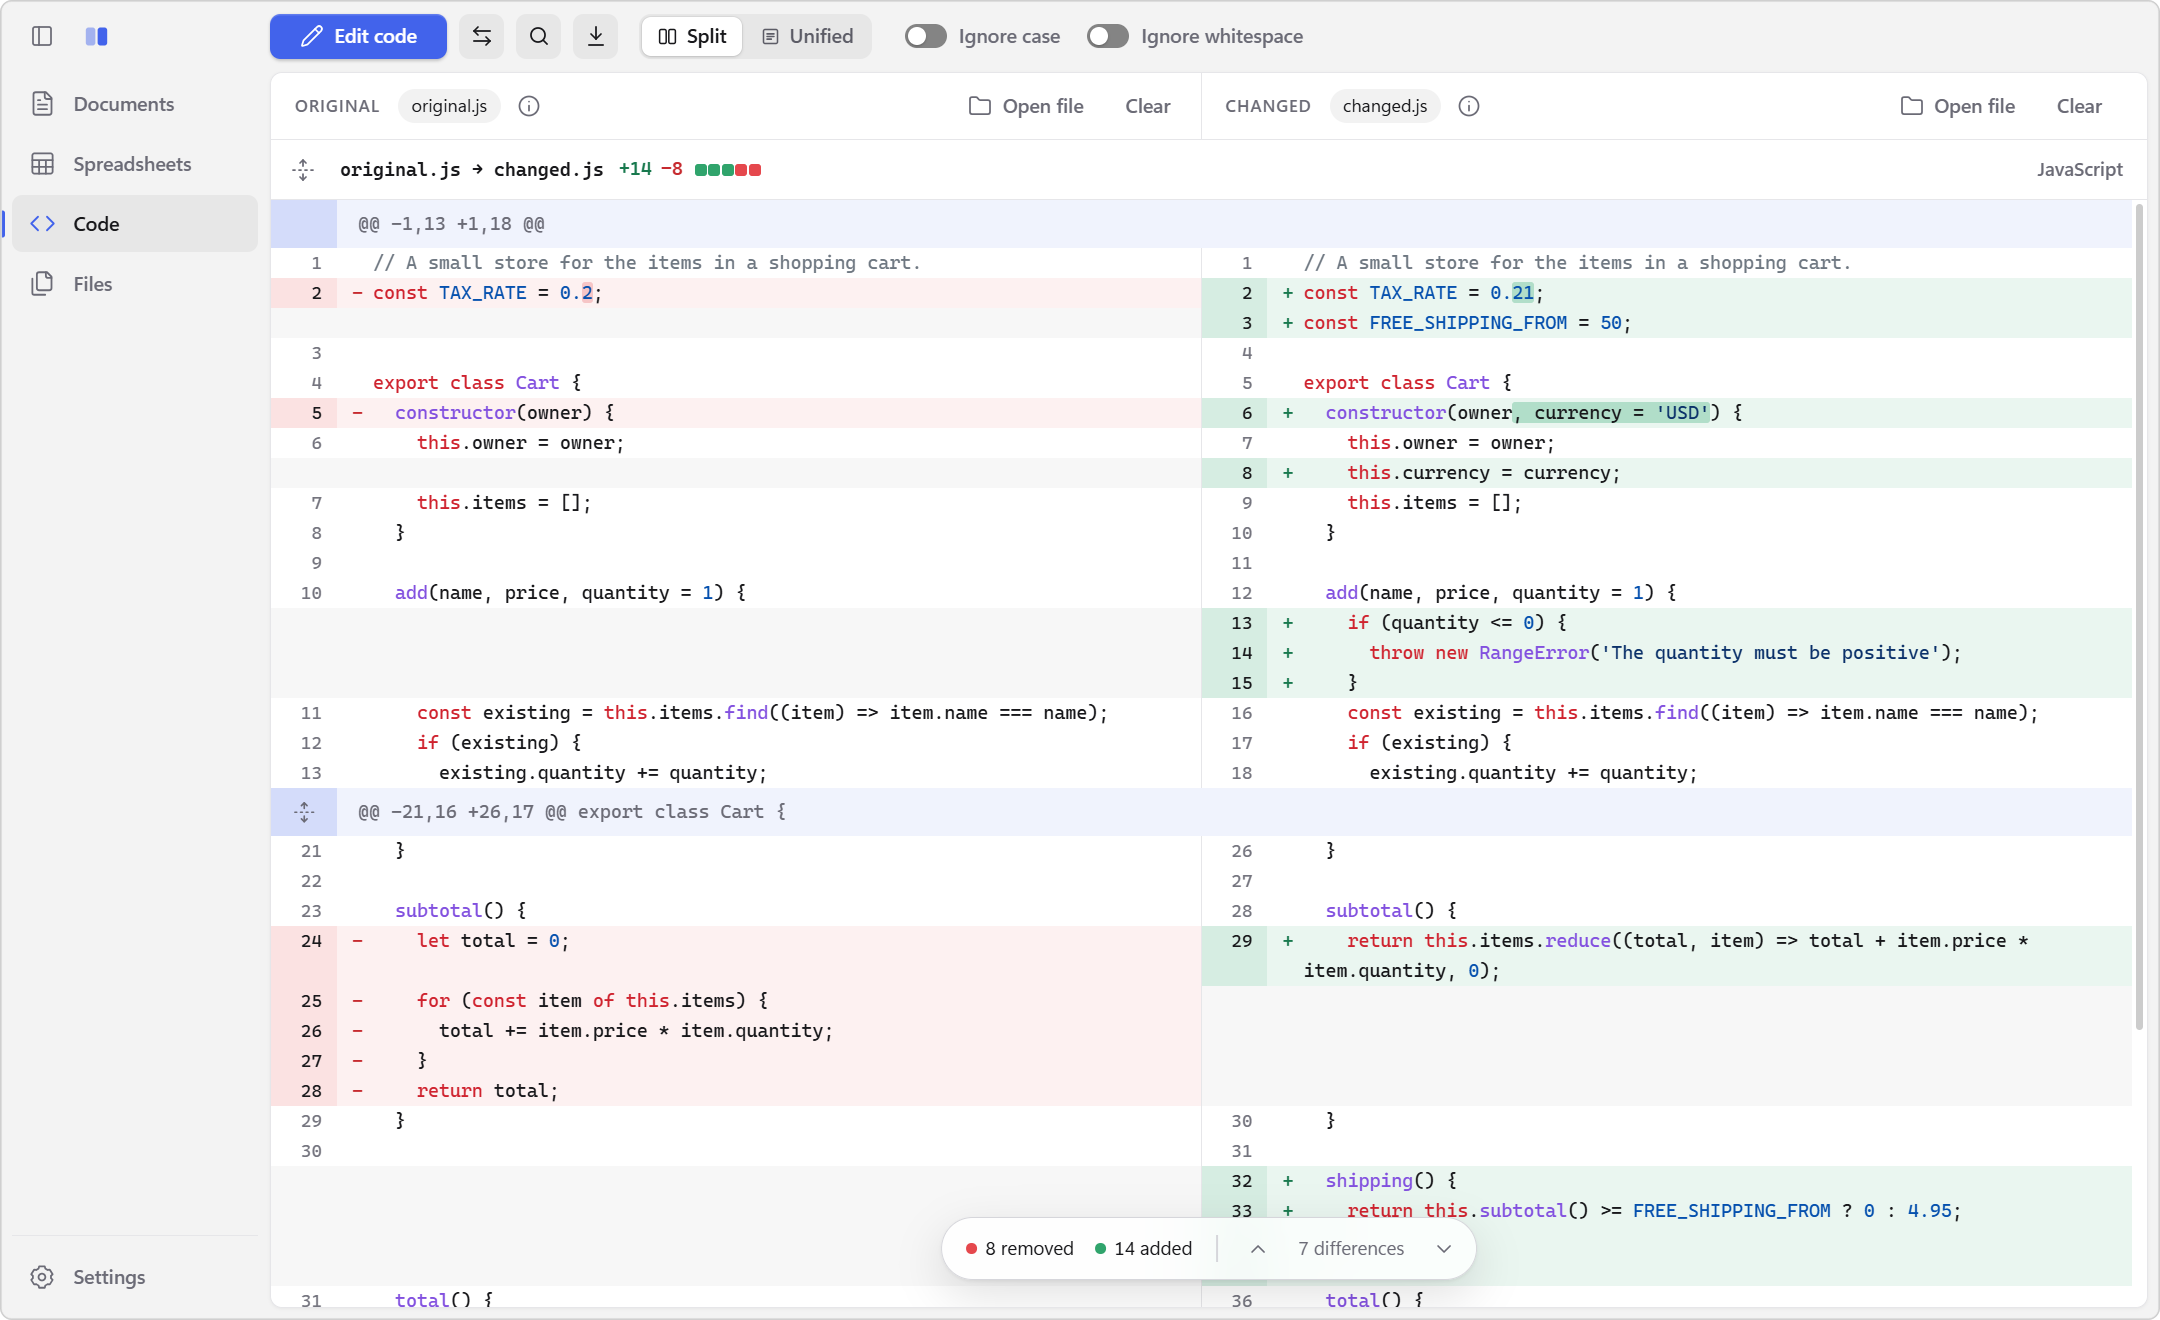 Edit code
Split
Unified
Ignore case
Ignore whitespace
Documents
Spreadsheets
Code
Files
Settings
ORIGINAL original.js Open file Clear
CHANGED changed.js Open file Clear
original.js → changed.js +14 −8
JavaScript
@@ −1,13 +1,18 @@
1 // A small store for the items in a shopping cart.
2 − const TAX_RATE = 0.2;
3
4 export class Cart {
5 − constructor(owner) {
6 this.owner = owner;
7 this.items = [];
8 }
9
10 add(name, price, quantity = 1) {
11 const existing = this.items.find((item) => item.name === name);
12 if (existing) {
13 existing.quantity += quantity;
1 // A small store for the items in a shopping cart.
2 + const TAX_RATE = 0.21;
3 + const FREE_SHIPPING_FROM = 50;
4
5 export class Cart {
6 + constructor(owner, currency = 'USD') {
7 this.owner = owner;
8 + this.currency = currency;
9 this.items = [];
10 }
11
12 add(name, price, quantity = 1) {
13 + if (quantity <= 0) {
14 + throw new RangeError('The quantity must be positive');
15 + }
16 const existing = this.items.find((item) => item.name === name);
17 if (existing) {
18 existing.quantity += quantity;
@@ −21,16 +26,17 @@ export class Cart {
21 }
22
23 subtotal() {
24 − let total = 0;
25 − for (const item of this.items) {
26 − total += item.price * item.quantity;
27 − }
28 − return total;
29 }
30
31 total() {
26 }
27
28 subtotal() {
29 + return this.items.reduce((total, item) => total + item.price *
item.quantity, 0);
30 }
31
32 + shipping() {
33 + return this.subtotal() >= FREE_SHIPPING_FROM ? 0 : 4.95;
36 total() {
8 removed 14 added 7 differences